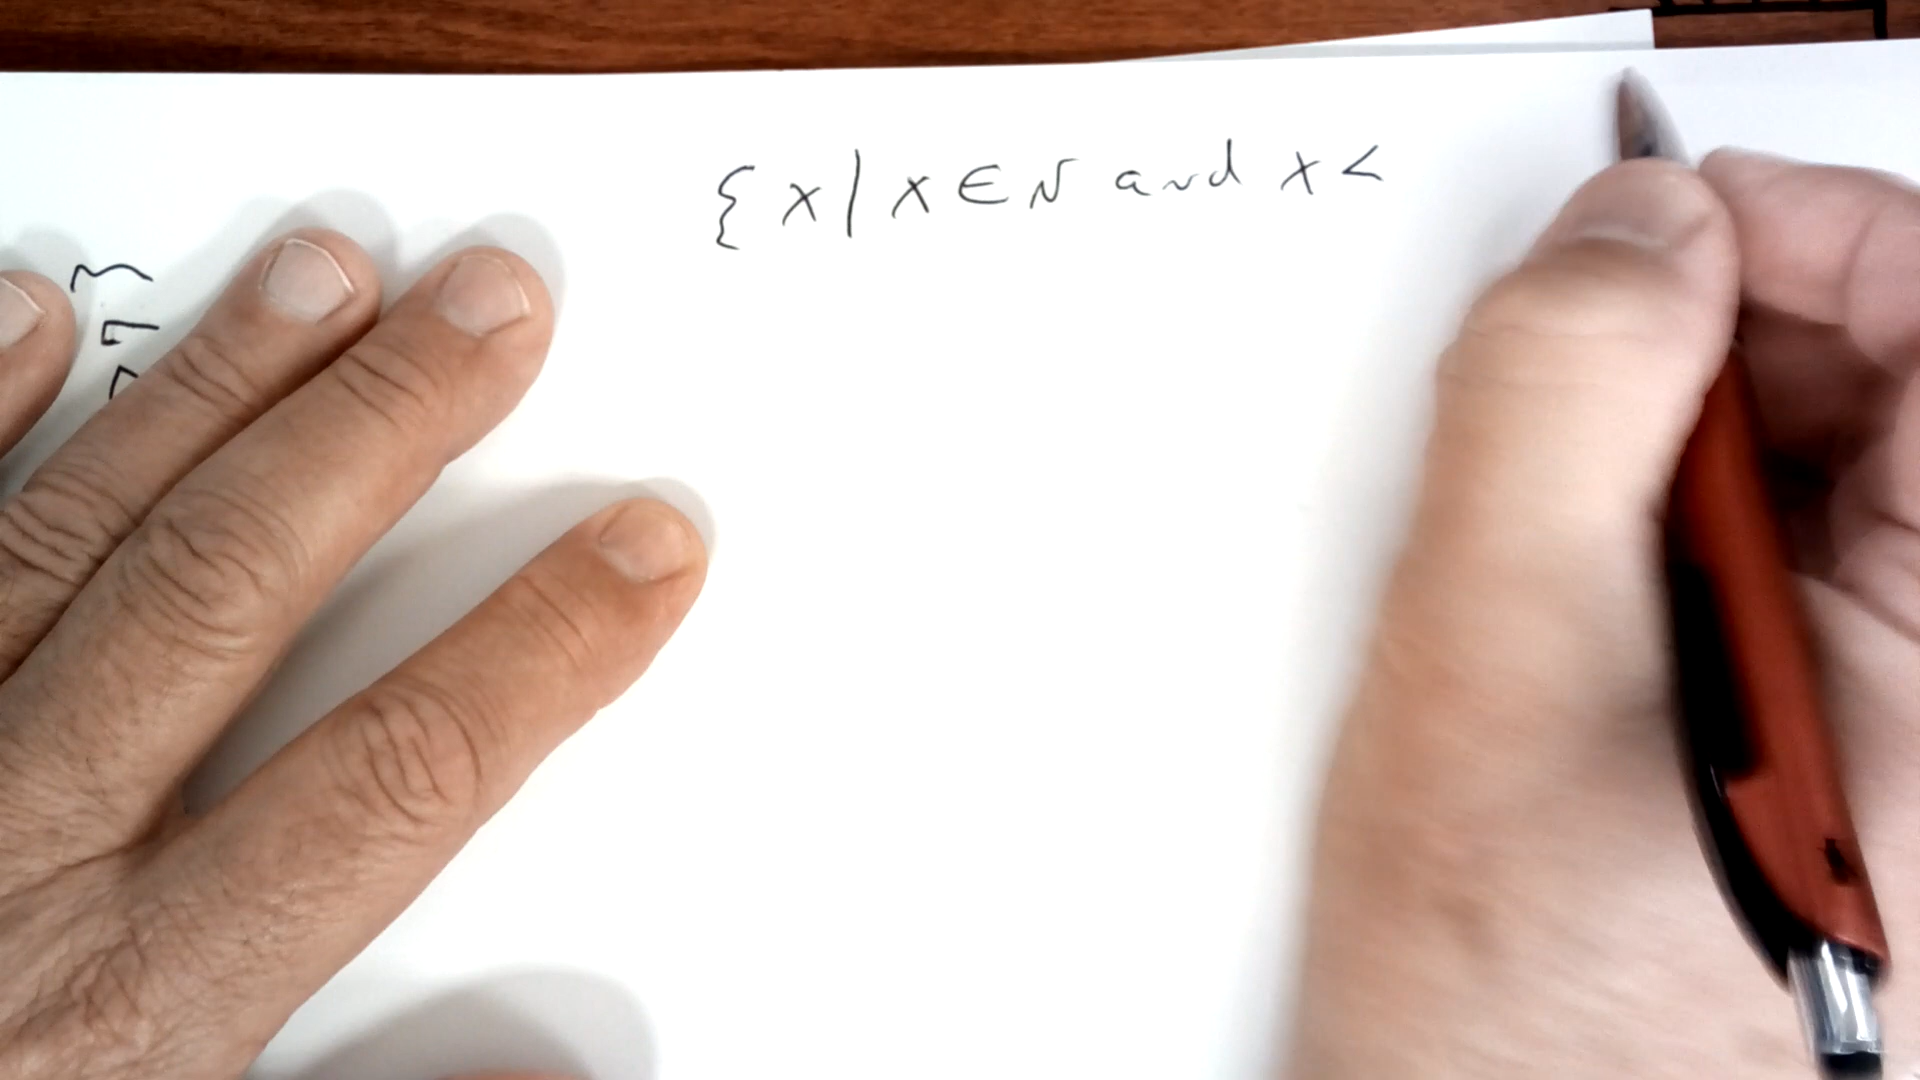 { x | x ∈ N and x <